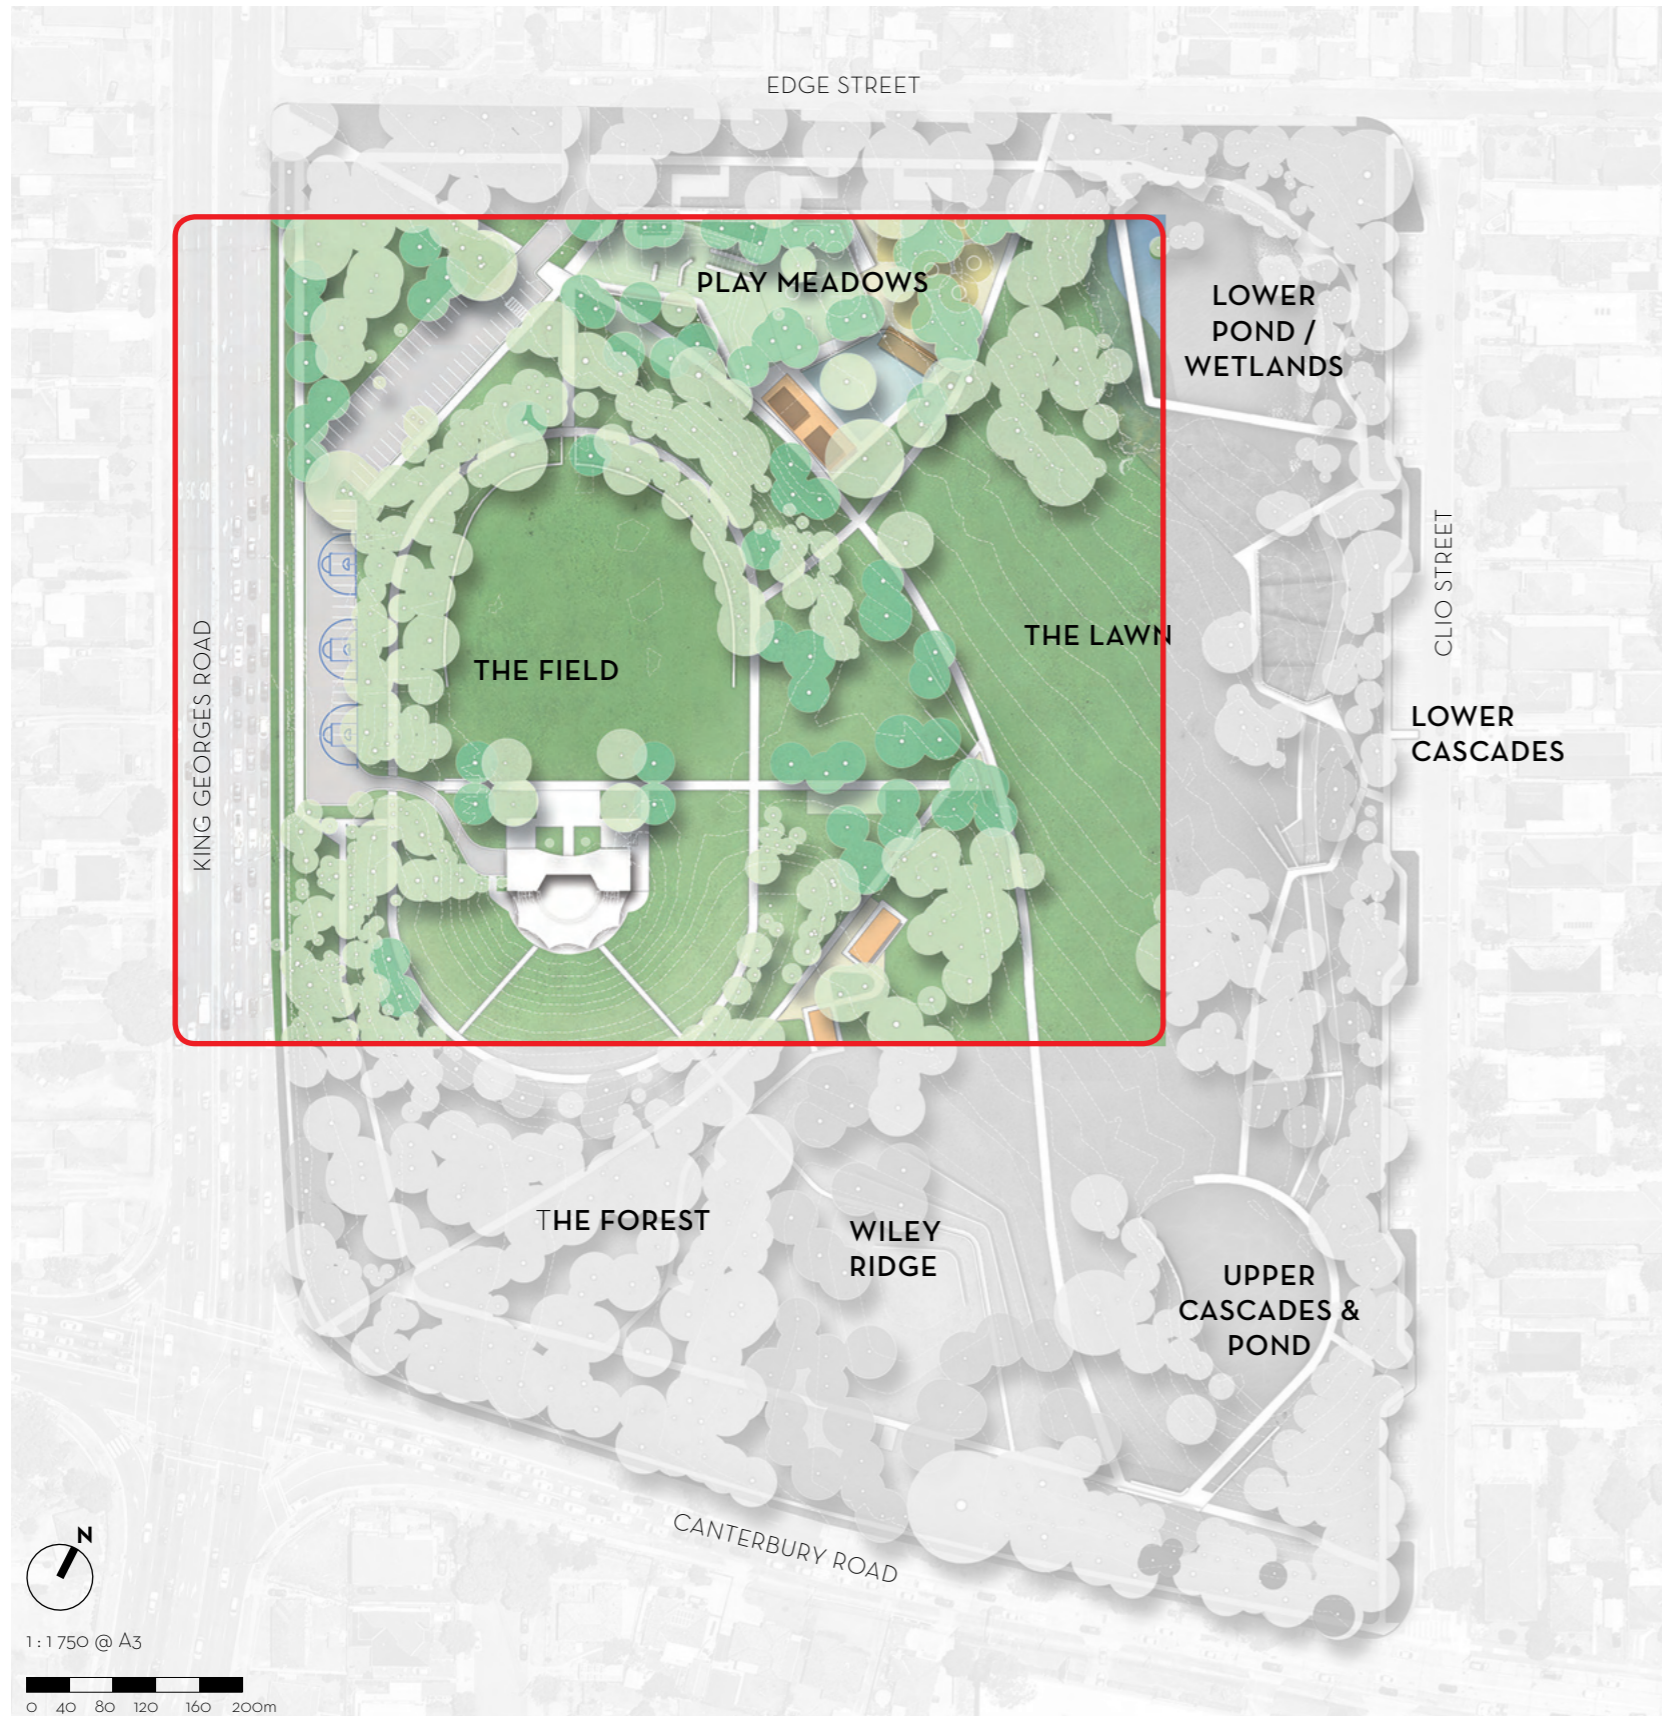 EDGE STREET
PLAY MEADOWS
LOWER
POND /
WETLANDS
CLIO STREET
THE LAWN
THE FIELD
KING GEORGES ROAD
LOWER
CASCADES
THE FOREST
WILEY
RIDGE
UPPER
CASCADES &
POND
CANTERBURY ROAD
N
1:1750 @ A3
0 40 80 120 160 200m